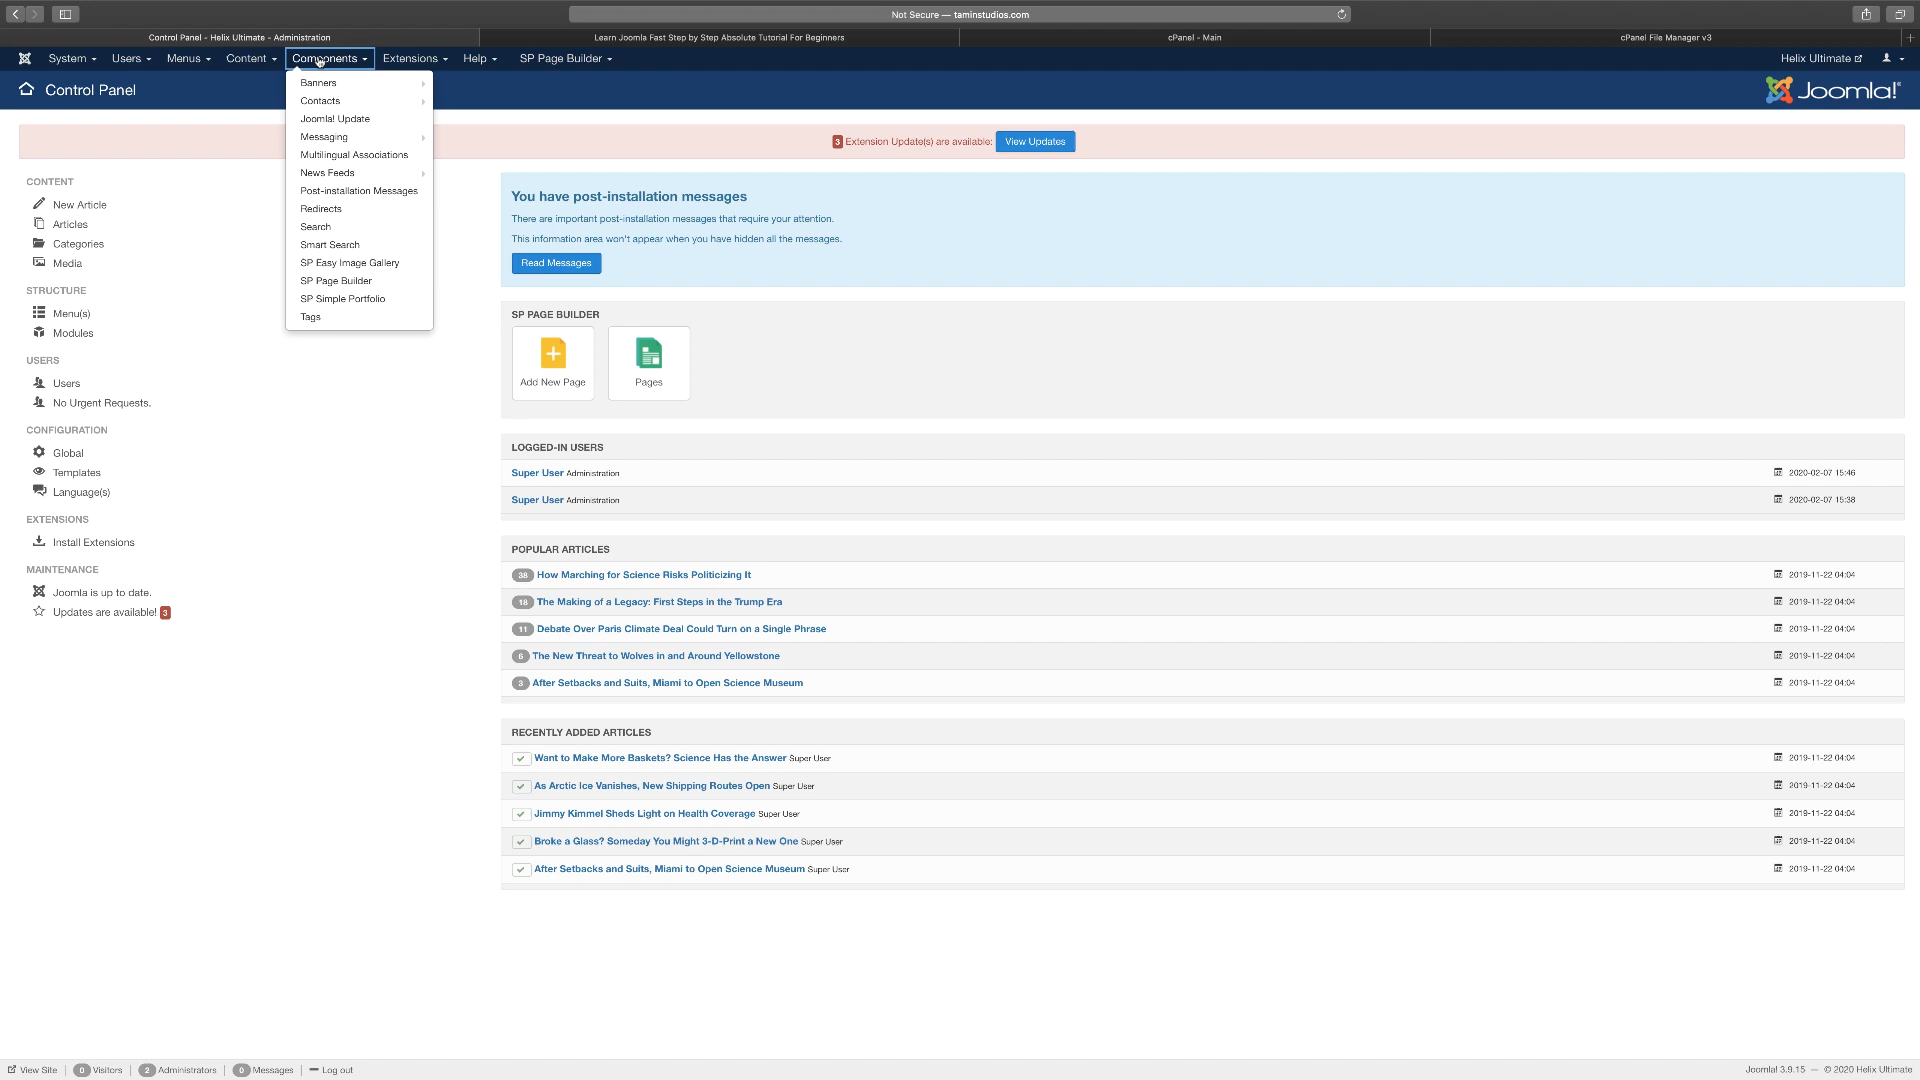 Not Secure — taminstudios.com
Control Panel - Helix Ultimate - Administration
Learn Joomla Fast Step by Step Absolute Tutorial For Beginners
cPanel - Main
cPanel File Manager v3
System
Users
Menus
Content
Components
Extensions
Help
SP Page Builder
Helix Ultimate
Control Panel
Joomla!
Banners
Contacts
Joomla! Update
Messaging
Multilingual Associations
News Feeds
Post-installation Messages
Redirects
Search
Smart Search
SP Easy Image Gallery
SP Page Builder
SP Simple Portfolio
Tags
3 Extension Update(s) are available: View Updates
CONTENT
New Article
Articles
Categories
Media
STRUCTURE
Menu(s)
Modules
USERS
Users
No Urgent Requests.
CONFIGURATION
Global
Templates
Language(s)
EXTENSIONS
Install Extensions
MAINTENANCE
Joomla is up to date.
Updates are available! 3
You have post-installation messages
There are important post-installation messages that require your attention.
This information area won't appear when you have hidden all the messages.
Read Messages
SP PAGE BUILDER
Add New Page
Pages
LOGGED-IN USERS
Super User Administration 2020-02-07 15:46
Super User Administration 2020-02-07 15:38
POPULAR ARTICLES
38 How Marching for Science Risks Politicizing It 2019-11-22 04:04
18 The Making of a Legacy: First Steps in the Trump Era 2019-11-22 04:04
11 Debate Over Paris Climate Deal Could Turn on a Single Phrase 2019-11-22 04:04
6 The New Threat to Wolves in and Around Yellowstone 2019-11-22 04:04
3 After Setbacks and Suits, Miami to Open Science Museum 2019-11-22 04:04
RECENTLY ADDED ARTICLES
Want to Make More Baskets? Science Has the Answer Super User 2019-11-22 04:04
As Arctic Ice Vanishes, New Shipping Routes Open Super User 2019-11-22 04:04
Jimmy Kimmel Sheds Light on Health Coverage Super User 2019-11-22 04:04
Broke a Glass? Someday You Might 3-D-Print a New One Super User 2019-11-22 04:04
After Setbacks and Suits, Miami to Open Science Museum Super User 2019-11-22 04:04
View Site
0 Visitors
2 Administrators
0 Messages
Log out
Joomla! 3.9.15 — © 2020 Helix Ultimate